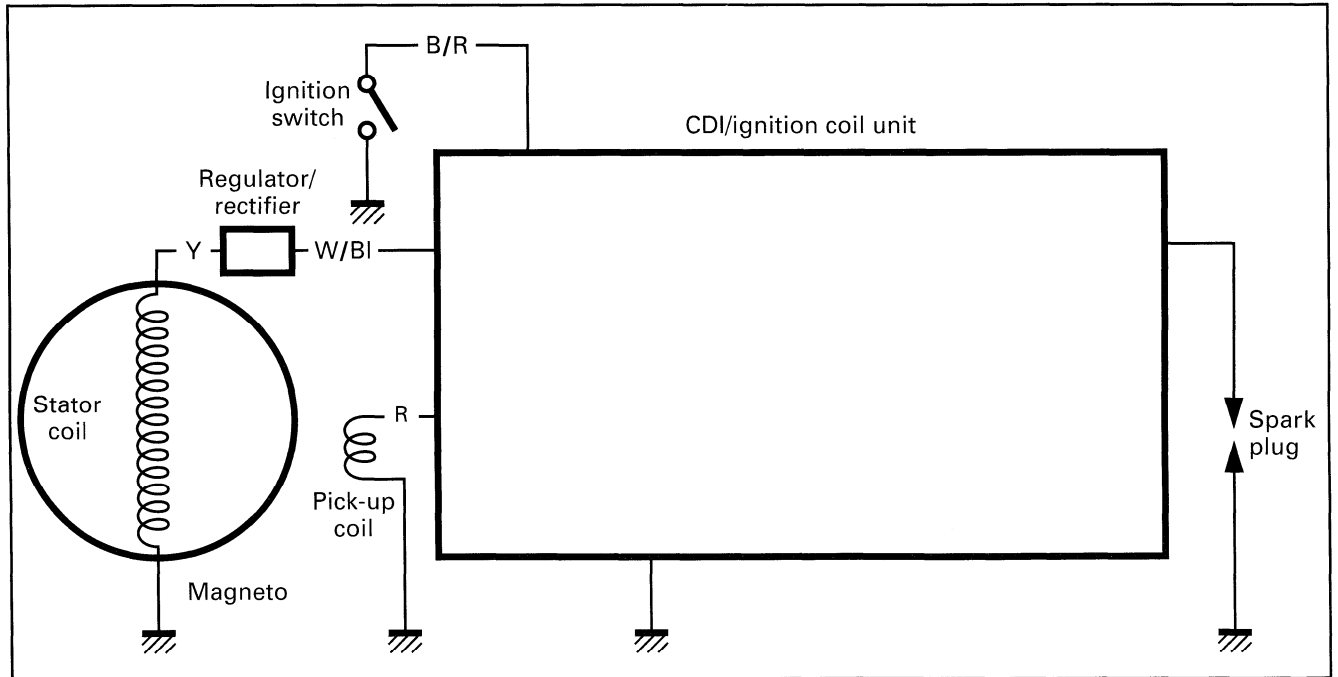 B/R
Ignition
switch
CDI/ignition coil unit
Regulator/
rectifier
Y
W/Bl
Stator
coil
R
Pick-up
coil
Spark
plug
Magneto